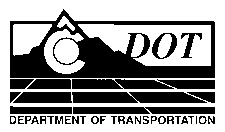 C DOT
DEPARTMENT OF TRANSPORTATION